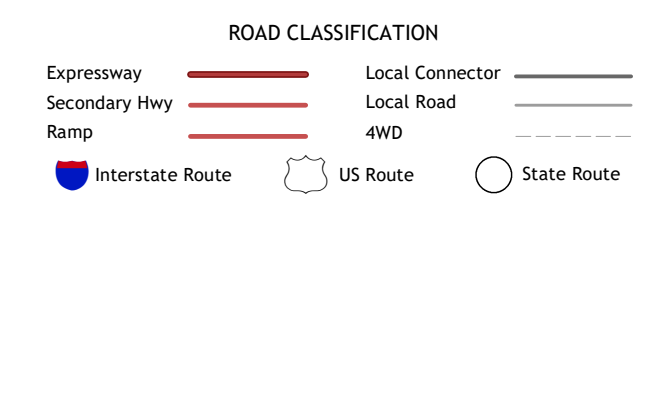 ROAD CLASSIFICATION
Expressway
Local Connector
Secondary Hwy
Local Road
Ramp
4WD
Interstate Route
US Route
State Route